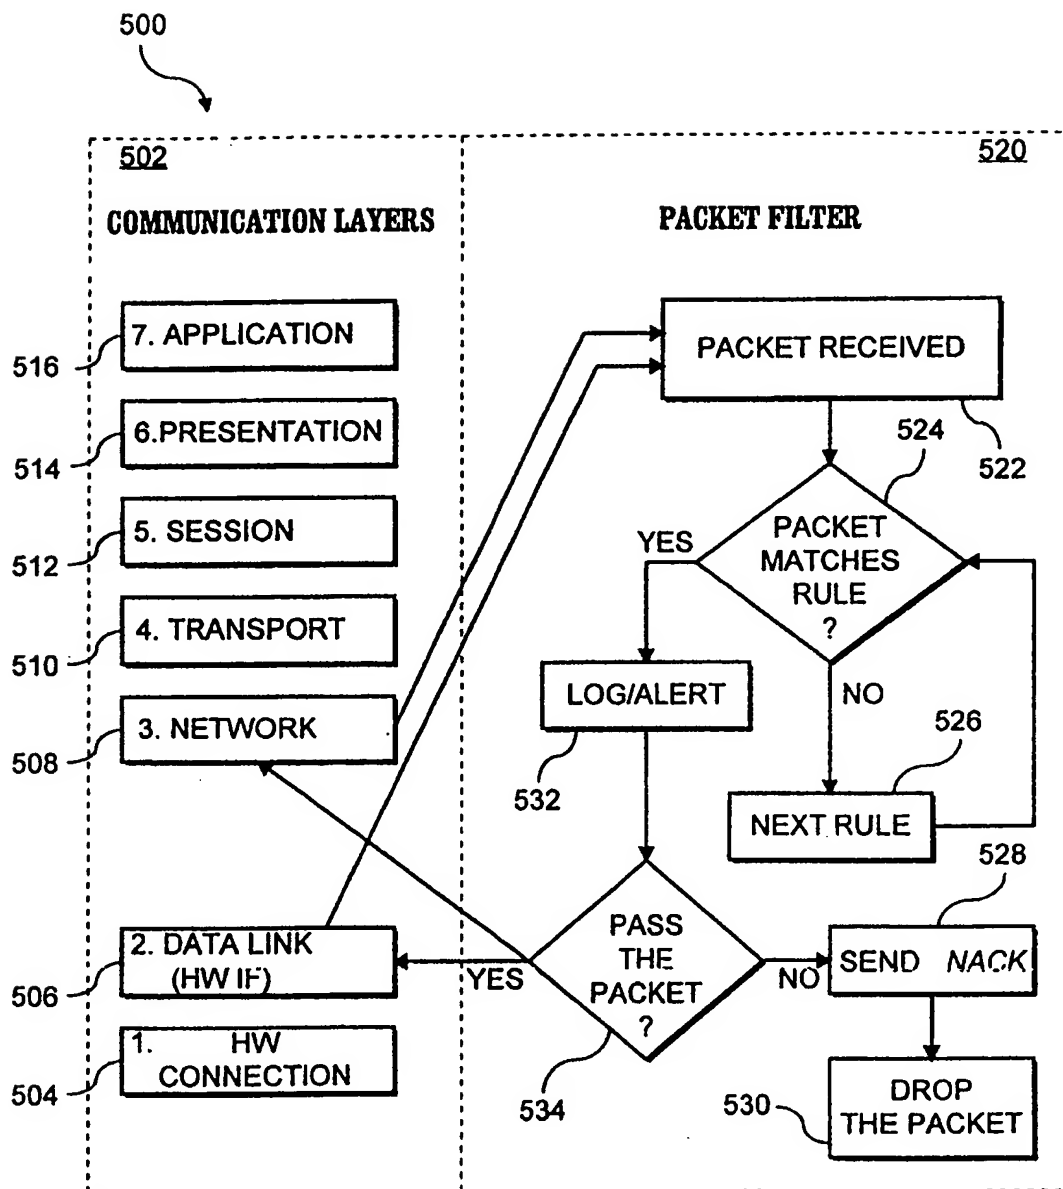 500
502
520
COMMUNICATION LAYERS
PACKET FILTER
7. APPLICATION
516
6.PRESENTATION
514
5. SESSION
512
4. TRANSPORT
510
3. NETWORK
508
2. DATA LINK
(HW IF)
506
1. HW
CONNECTION
504
PACKET RECEIVED
522
524
PACKET
MATCHES
RULE
?
YES
NO
LOG/ALERT
532
526
NEXT RULE
528
PASS
THE
PACKET
?
YES
NO
534
SEND NACK
530
DROP
THE PACKET